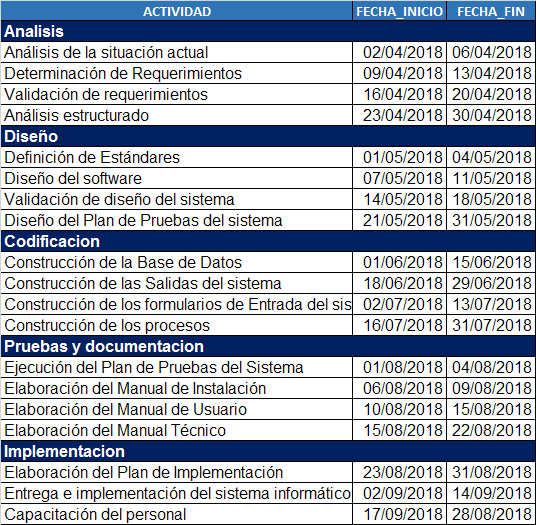 ACTIVIDAD FECHA_INICIO FECHA_FIN
Analisis
Análisis de la situación actual 02/04/2018 06/04/2018
Determinación de Requerimientos 09/04/2018 13/04/2018
Validación de requerimientos 16/04/2018 20/04/2018
Análisis estructurado 23/04/2018 30/04/2018
Diseño
Definición de Estándares 01/05/2018 04/05/2018
Diseño del software 07/05/2018 11/05/2018
Validación de diseño del sistema 14/05/2018 18/05/2018
Diseño del Plan de Pruebas del sistema 21/05/2018 31/05/2018
Codificacion
Construcción de la Base de Datos 01/06/2018 15/06/2018
Construcción de las Salidas del sistema 18/06/2018 29/06/2018
Construcción de los formularios de Entrada del sis 02/07/2018 13/07/2018
Construcción de los procesos 16/07/2018 31/07/2018
Pruebas y documentacion
Ejecución del Plan de Pruebas del Sistema 01/08/2018 04/08/2018
Elaboración del Manual de Instalación 06/08/2018 09/08/2018
Elaboración del Manual de Usuario 10/08/2018 15/08/2018
Elaboración del Manual Técnico 15/08/2018 22/08/2018
Implementacion
Elaboración del Plan de Implementación 23/08/2018 31/08/2018
Entrega e implementación del sistema informático 02/09/2018 14/09/2018
Capacitación del personal 17/09/2018 28/08/2018